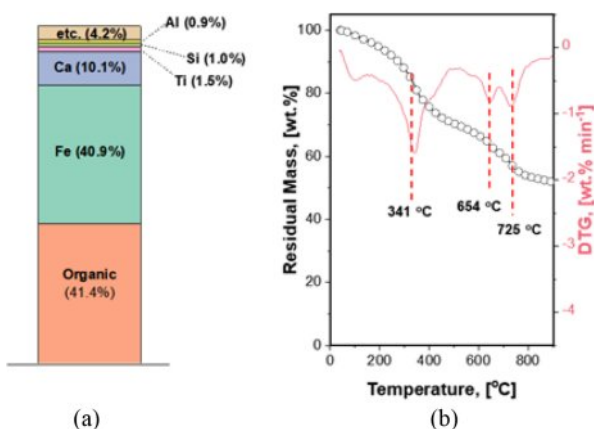 etc. (4.2%)
Al (0.9%)
Si (1.0%)
Ti (1.5%)
Ca (10.1%)
Fe (40.9%)
Organic
(41.4%)
(a)
Residual Mass, [wt.%]
100
80
60
40
20
0
341 °C
654 °C
725 °C
0
-1
-2
-3
-4
DTG, [wt.% min-1]
0 200 400 600 800
Temperature, [°C]
(b)